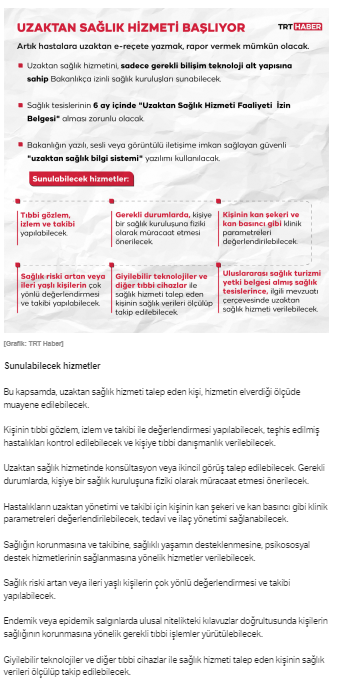 UZAKTAN SAĞLIK HİZMETİ BAŞLIYOR
TRT HABER
Artık hastalara uzaktan e-reçete yazmak, rapor vermek mümkün olacak.
Uzaktan sağlık hizmetini, sadece gerekli bilişim teknoloji alt yapısına
sahip Bakanlıkça izinli sağlık kuruluşları sunabilecek.
Sağlık tesislerinin 6 ay içinde "Uzaktan Sağlık Hizmeti Faaliyeti İzin
Belgesi" alması zorunlu olacak.
Bakanlığın yazılı, sesli veya görüntülü iletişime imkan sağlayan güvenli
"uzaktan sağlık bilgi sistemi" yazılımı kullanılacak.
Sunulabilecek hizmetler:
Tıbbi gözlem,
izlem ve takibi
yapılabilecek.
Gerekli durumlarda, kişiye
bir sağlık kuruluşuna fiziki
olarak müracaat etmesi
önerilecek.
Kişinin kan şekeri ve
kan basıncı gibi klinik
parametreleri
değerlendirilebilecek.
Sağlık riski artan veya
ileri yaşlı kişilerin çok
yönlü değerlendirmesi
ve takibi yapılabilecek.
Giyilebilir teknolojiler ve
diğer tıbbi cihazlar ile
sağlık hizmeti talep eden
kişinin sağlık verileri ölçülüp
takip edilebilecek.
Uluslararası sağlık turizmi
yetki belgesi almış sağlık
tesislerince, ilgili mevzuatı
çerçevesinde uzaktan
sağlık hizmeti verilebilecek.
[Grafik: TRT Haber]
Sunulabilecek hizmetler
Bu kapsamda, uzaktan sağlık hizmeti talep eden kişi, hizmetin elverdiği ölçüde
muayene edilebilecek.
Kişinin tıbbi gözlem, izlem ve takibi ile değerlendirmesi yapılabilecek, teşhis edilmiş
hastalıkları kontrol edilebilecek ve kişiye tıbbi danışmanlık verilebilecek.
Uzaktan sağlık hizmetinde konsültasyon veya ikincil görüş talep edilebilecek. Gerekli
durumlarda, kişiye bir sağlık kuruluşuna fiziki olarak müracaat etmesi önerilecek.
Hastalıkların uzaktan yönetimi ve takibi için kişinin kan şekeri ve kan basıncı gibi klinik
parametreleri değerlendirilebilecek, tedavi ve ilaç yönetimi sağlanabilecek.
Sağlığın korunmasına ve takibine, sağlıklı yaşamın desteklenmesine, psikososyal
destek hizmetlerinin sağlanmasına yönelik hizmetler verilebilecek.
Sağlık riski artan veya ileri yaşlı kişilerin çok yönlü değerlendirmesi ve takibi
yapılabilecek.
Endemik veya epidemik salgınlarda ulusal nitelikteki kılavuzlar doğrultusunda kişilerin
sağlığının korunmasına yönelik gerekli tıbbi işlemler yürütülebilecek.
Giyilebilir teknolojiler ve diğer tıbbi cihazlar ile sağlık hizmeti talep eden kişinin sağlık
verileri ölçülüp takip edilebilecek.